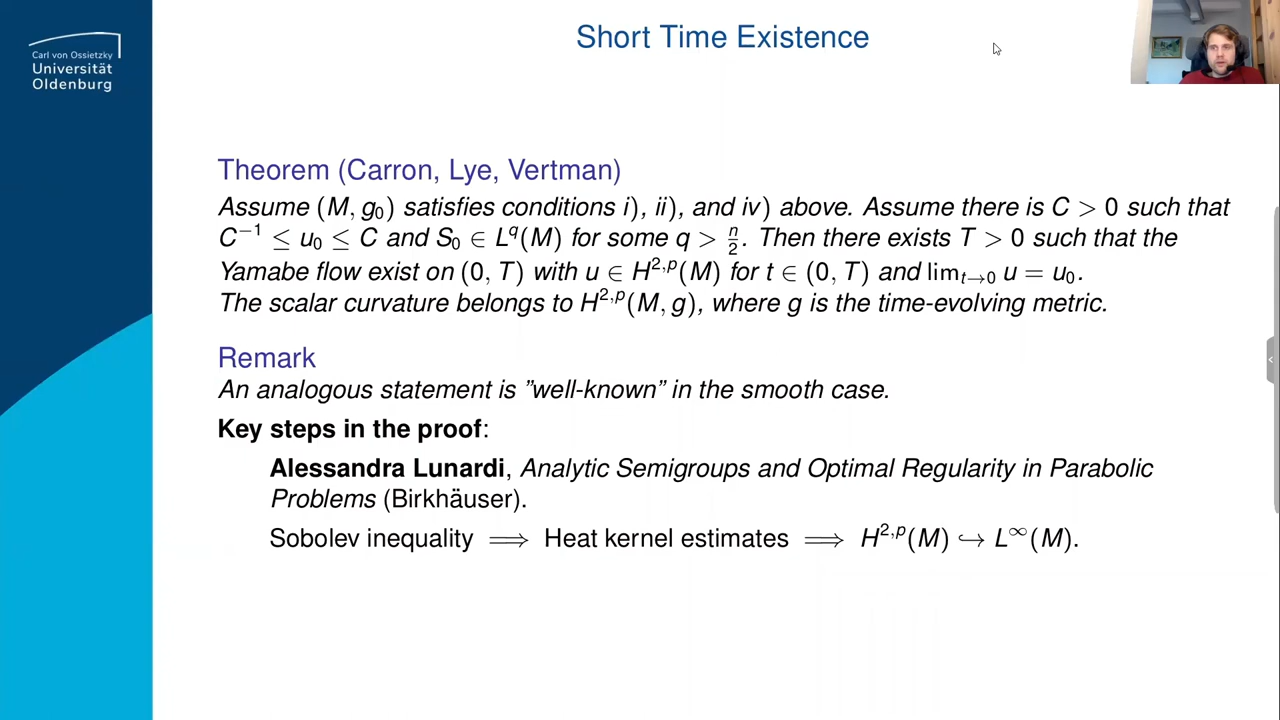 Carl von Ossietzky
Universität
Oldenburg
Short Time Existence
Theorem (Carron, Lye, Vertman)
Assume (M, g₀) satisfies conditions i), ii), and iv) above. Assume there is C > 0 such that
C⁻¹ ≤ u₀ ≤ C and S₀ ∈ L^q(M) for some q > n/2. Then there exists T > 0 such that the
Yamabe flow exist on (0, T) with u ∈ H^{2,p}(M) for t ∈ (0, T) and lim_{t→0} u = u₀.
The scalar curvature belongs to H^{2,p}(M, g), where g is the time-evolving metric.
Remark
An analogous statement is ”well-known” in the smooth case.
Key steps in the proof:
Alessandra Lunardi, Analytic Semigroups and Optimal Regularity in Parabolic
Problems (Birkhäuser).
Sobolev inequality ⟹ Heat kernel estimates ⟹ H^{2,p}(M) ↪ L^∞(M).